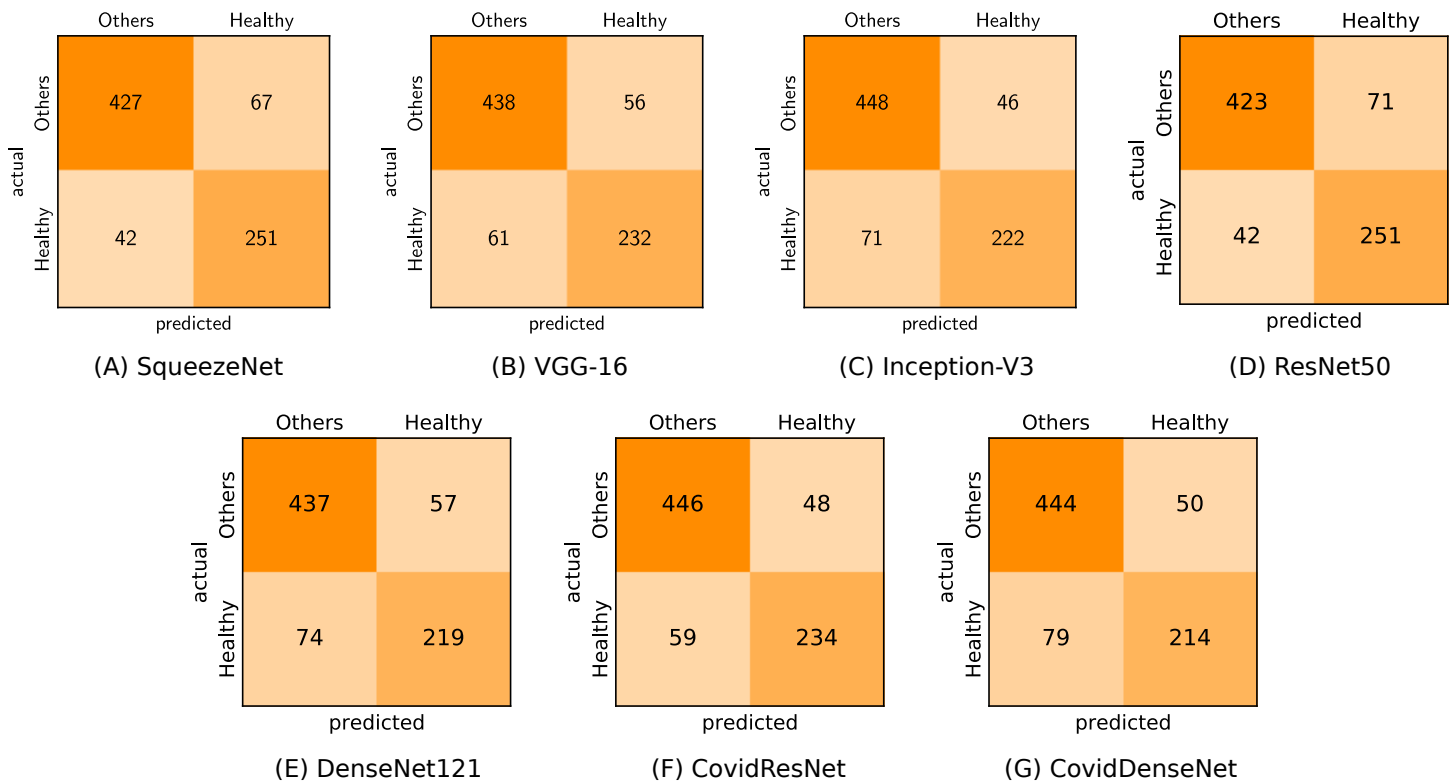 Others Healthy
Others 427 67
actual
Healthy 42 251
predicted
(A) SqueezeNet
Others Healthy
Others 438 56
actual
Healthy 61 232
predicted
(B) VGG-16
Others Healthy
Others 448 46
actual
Healthy 71 222
predicted
(C) Inception-V3
Others Healthy
Others 423 71
actual
Healthy 42 251
predicted
(D) ResNet50
Others Healthy
Others 437 57
actual
Healthy 74 219
predicted
(E) DenseNet121
Others Healthy
Others 446 48
actual
Healthy 59 234
predicted
(F) CovidResNet
Others Healthy
Others 444 50
actual
Healthy 79 214
predicted
(G) CovidDenseNet